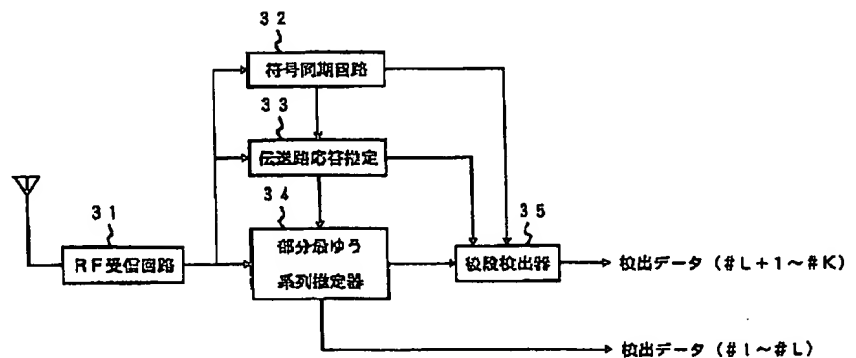 32
符号同期回路
33
伝送路応答推定
34
31
35
部分最ゆう
系列推定器
RF受信回路
後段検出器
検出データ(#L+1~#K)
検出データ(#1~#L)